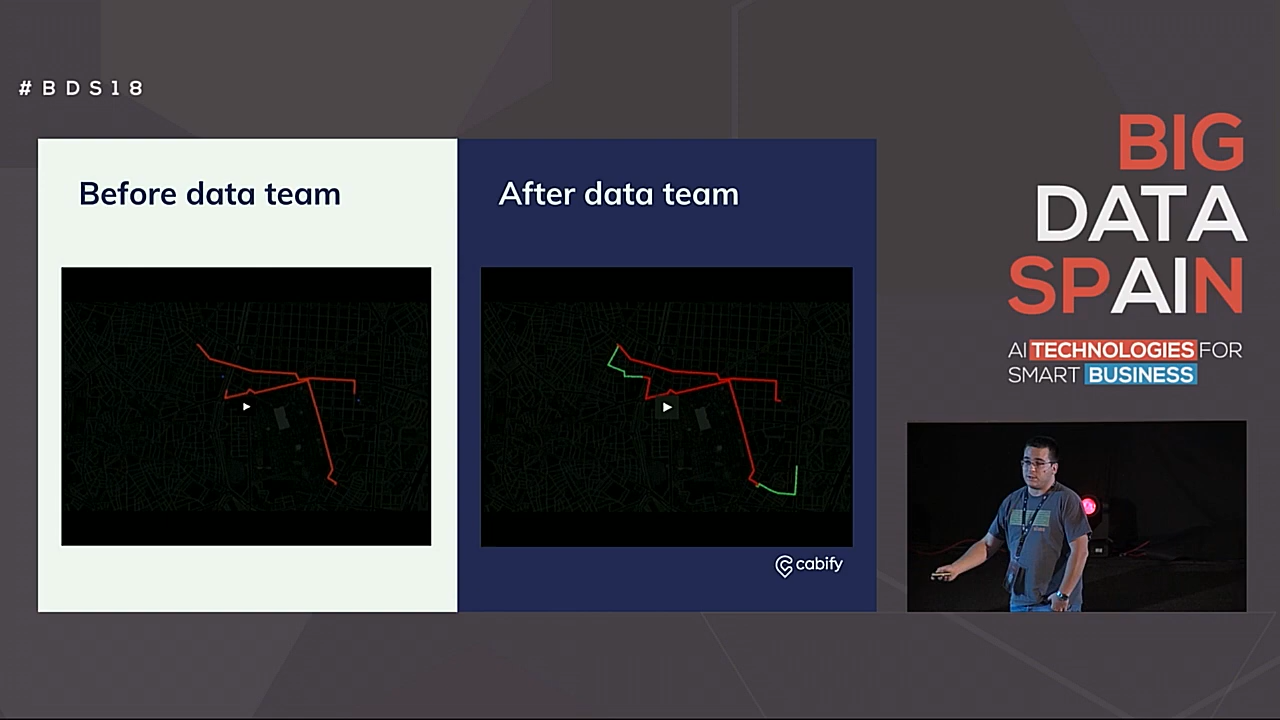 #BDS18
Before data team
After data team
cabify
BIG
DATA
SPAIN
AI TECHNOLOGIES FOR
SMART BUSINESS